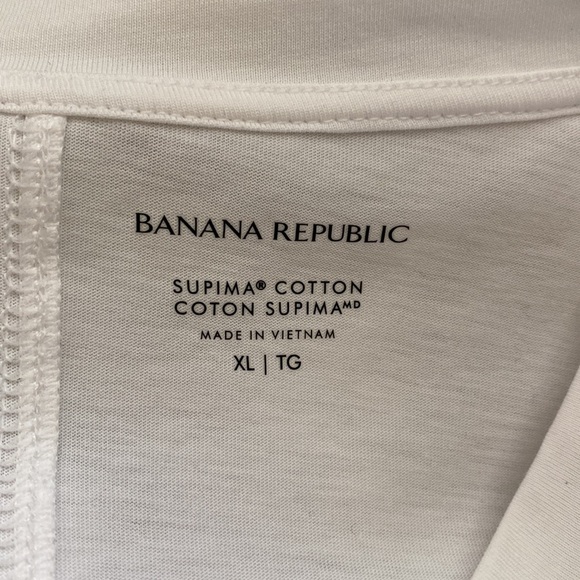 BANANA REPUBLIC
SUPIMA® COTTON
COTON SUPIMAᴹᴰ
MADE IN VIETNAM
XL | TG